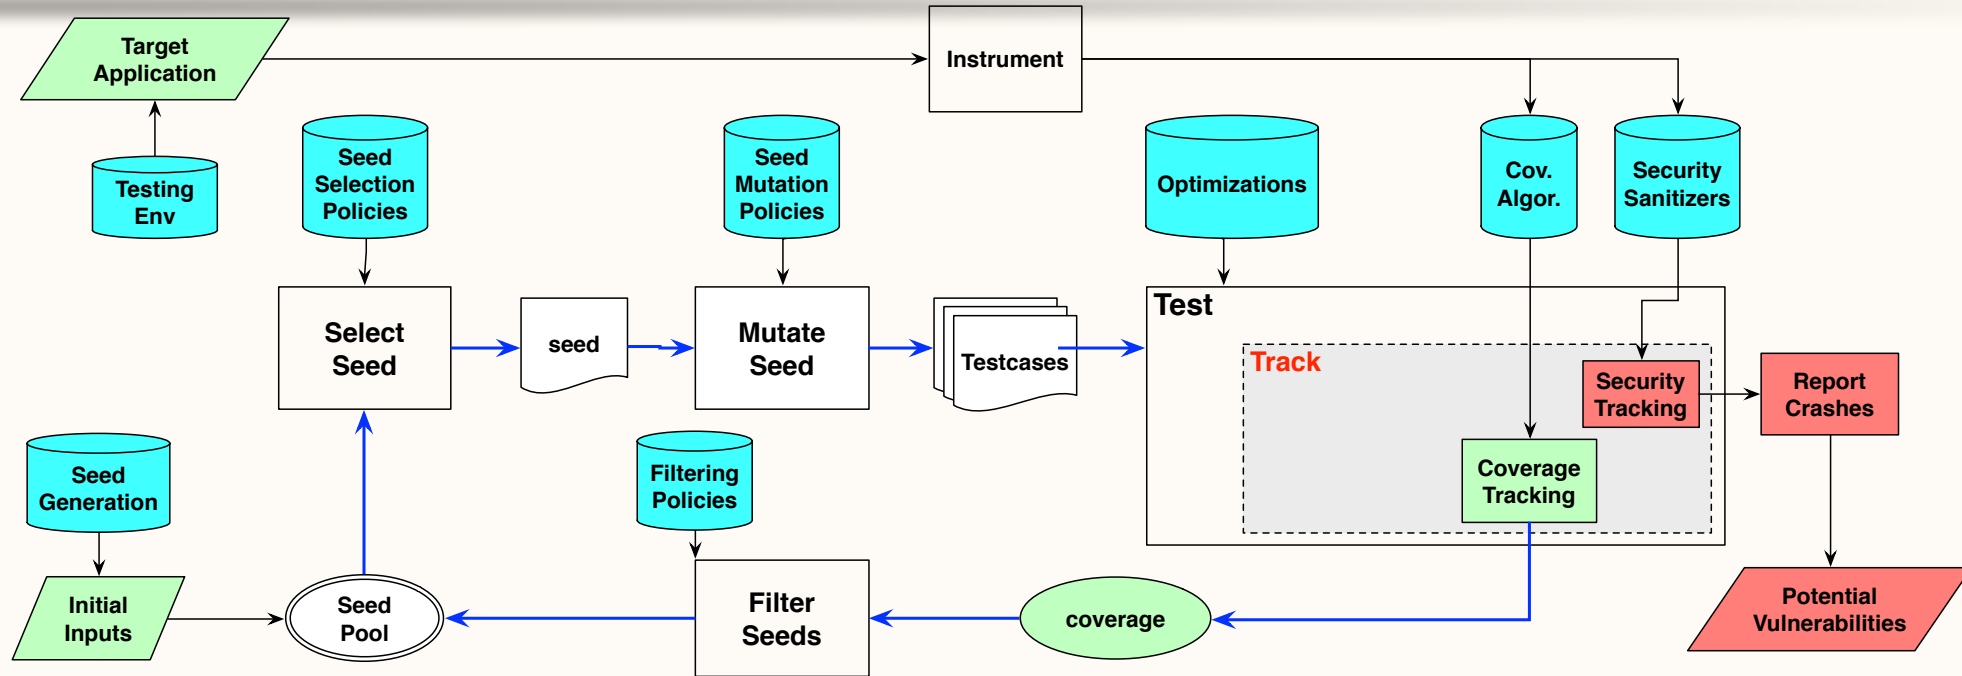 Target
Application
Instrument
Testing
Env
Seed
Selection
Policies
Seed
Mutation
Policies
Optimizations
Cov.
Algor.
Security
Sanitizers
Select
Seed
seed
Mutate
Seed
Testcases
Test
Track
Security
Tracking
Report
Crashes
Coverage
Tracking
Seed
Generation
Filtering
Policies
Initial
Inputs
Seed
Pool
Filter
Seeds
coverage
Potential
Vulnerabilities